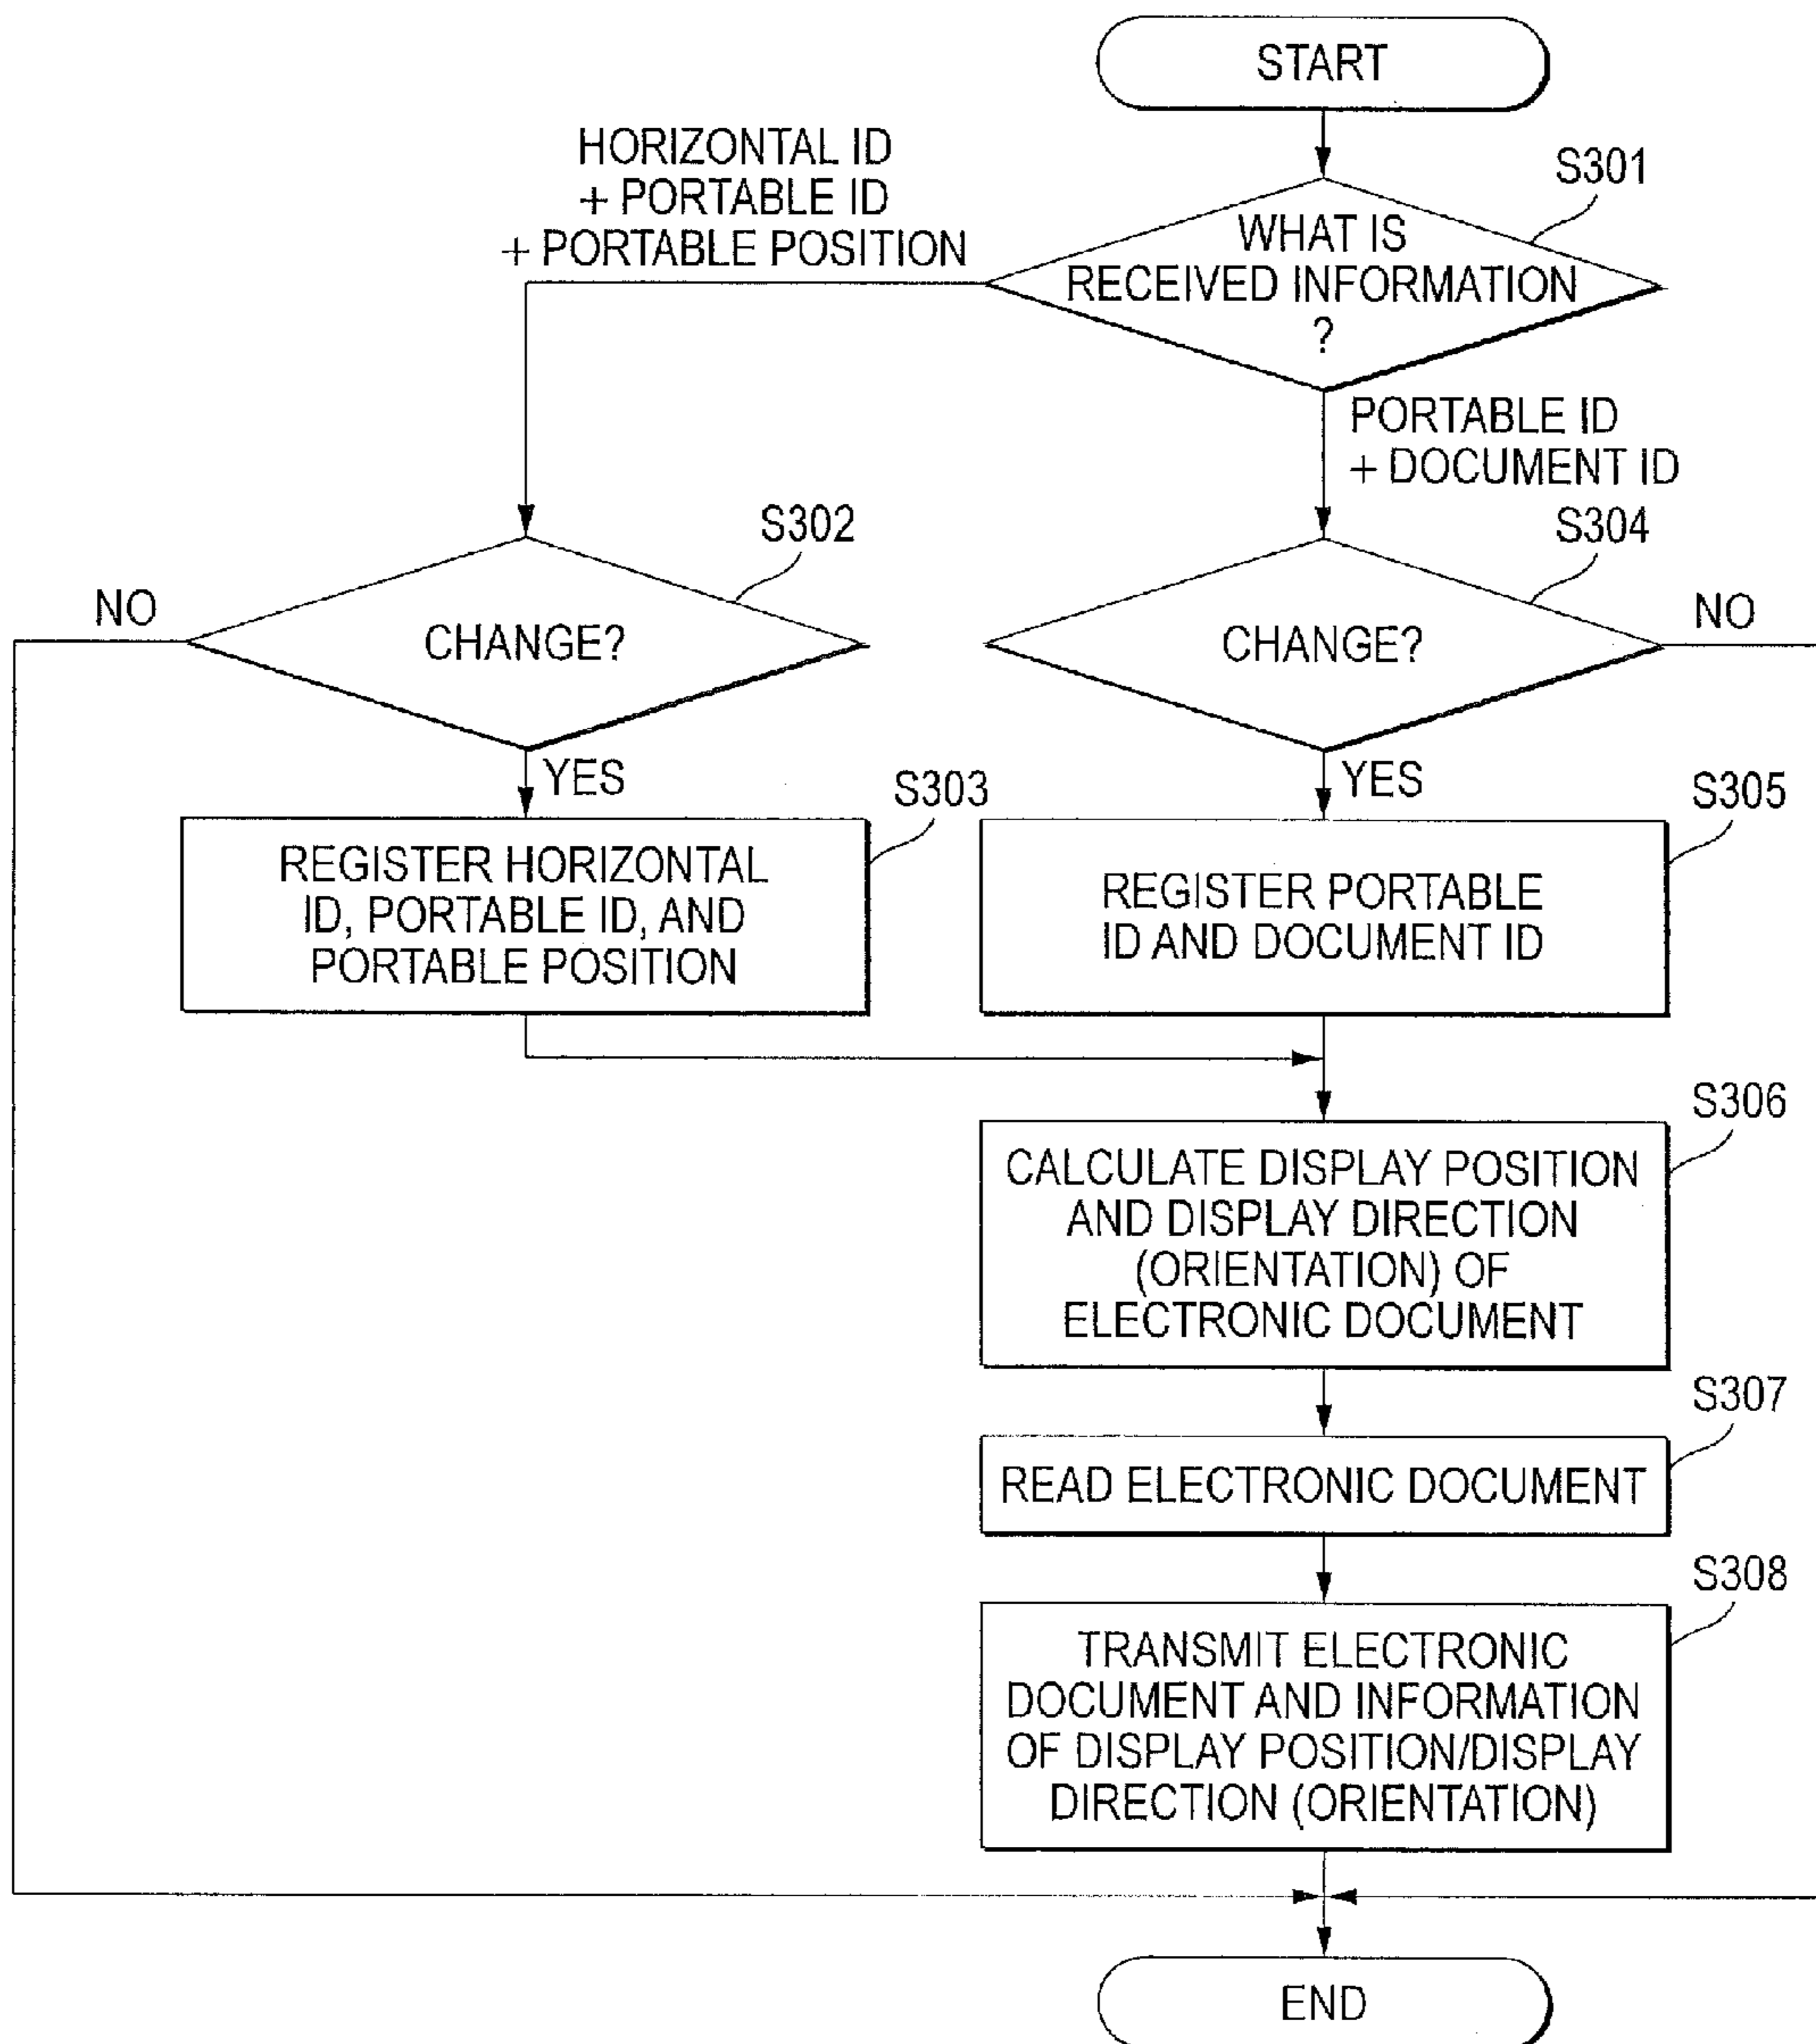 START
HORIZONTAL ID
+ PORTABLE ID
+ PORTABLE POSITION
S301
WHAT IS
RECEIVED INFORMATION
?
PORTABLE ID
+ DOCUMENT ID
S302
S304
NO
CHANGE?
CHANGE?
NO
YES
YES
S303
S305
REGISTER HORIZONTAL
ID, PORTABLE ID, AND
PORTABLE POSITION
REGISTER PORTABLE
ID AND DOCUMENT ID
S306
CALCULATE DISPLAY POSITION
AND DISPLAY DIRECTION
(ORIENTATION) OF
ELECTRONIC DOCUMENT
S307
READ ELECTRONIC DOCUMENT
S308
TRANSMIT ELECTRONIC
DOCUMENT AND INFORMATION
OF DISPLAY POSITION/DISPLAY
DIRECTION (ORIENTATION)
END